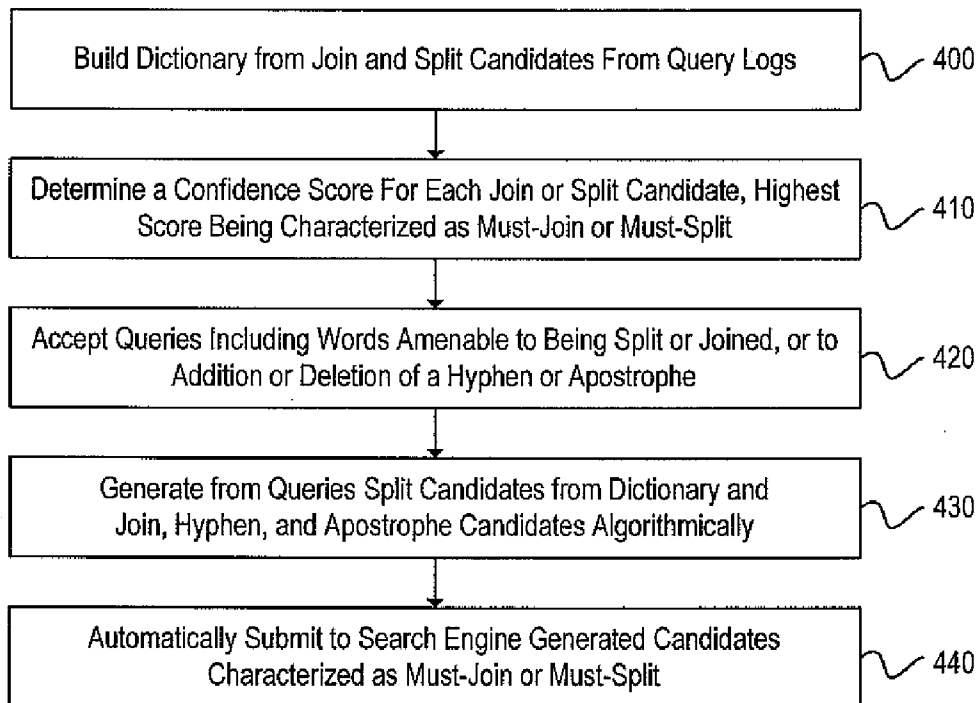 Build Dictionary from Join and Split Candidates From Query Logs
400
Determine a Confidence Score For Each Join or Split Candidate, Highest
Score Being Characterized as Must-Join or Must-Split
410
Accept Queries Including Words Amenable to Being Split or Joined, or to
Addition or Deletion of a Hyphen or Apostrophe
420
Generate from Queries Split Candidates from Dictionary and
Join, Hyphen, and Apostrophe Candidates Algorithmically
430
Automatically Submit to Search Engine Generated Candidates
Characterized as Must-Join or Must-Split
440